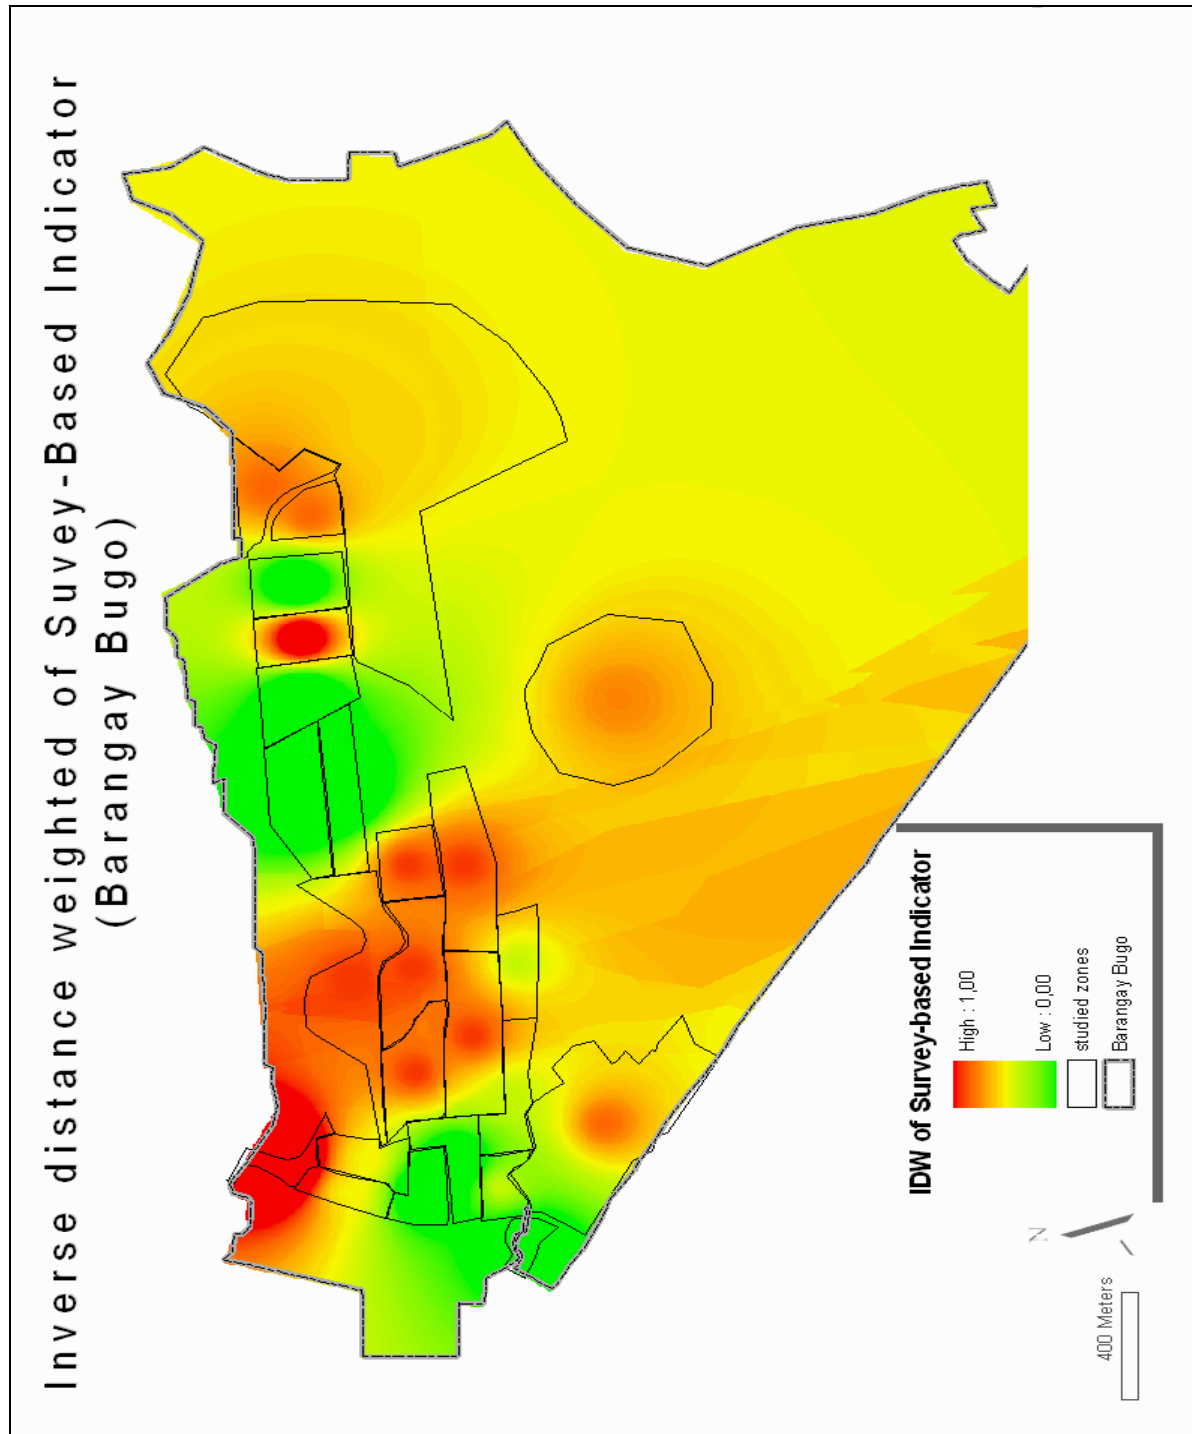 Inverse distance weighted of Suvey-Based Indicator
(Barangay Bugo)
IDW of Survey-based Indicator
High : 1,00
Low : 0,00
studied zones
Barangay Bugo
N
400 Meters